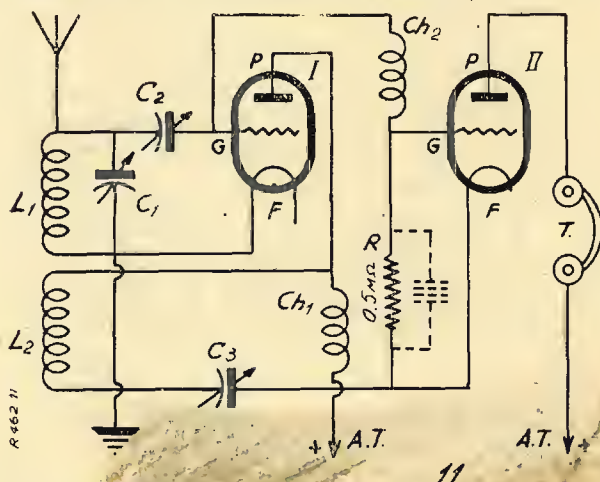 Ch2
P
I
P
II
C2
G
G
C1
L1
F
F
R
0.5 MΩ
T.
Ch1
L2
C3
R 462 11
+ A.T.
A.T. +
11